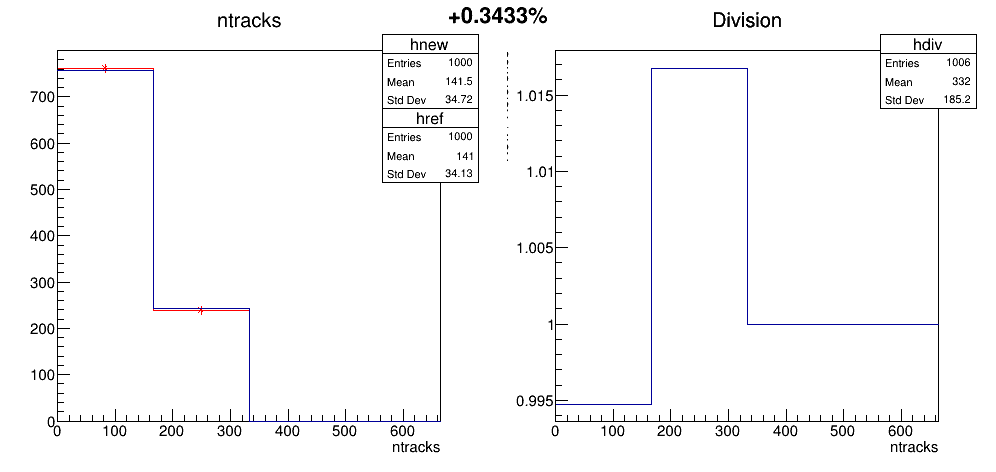 +0.3433%
ntracks
hnew
Entries 1000
Mean 141.5
Std Dev 34.72
href
Entries 1000
Mean 141
Std Dev 34.13
700
600
500
400
300
200
100
0
0 100 200 300 400 500 600
ntracks
Division
hdiv
Entries 1006
Mean 332
Std Dev 185.2
1.015
1.01
1.005
1
0.995
0 100 200 300 400 500 600
ntracks